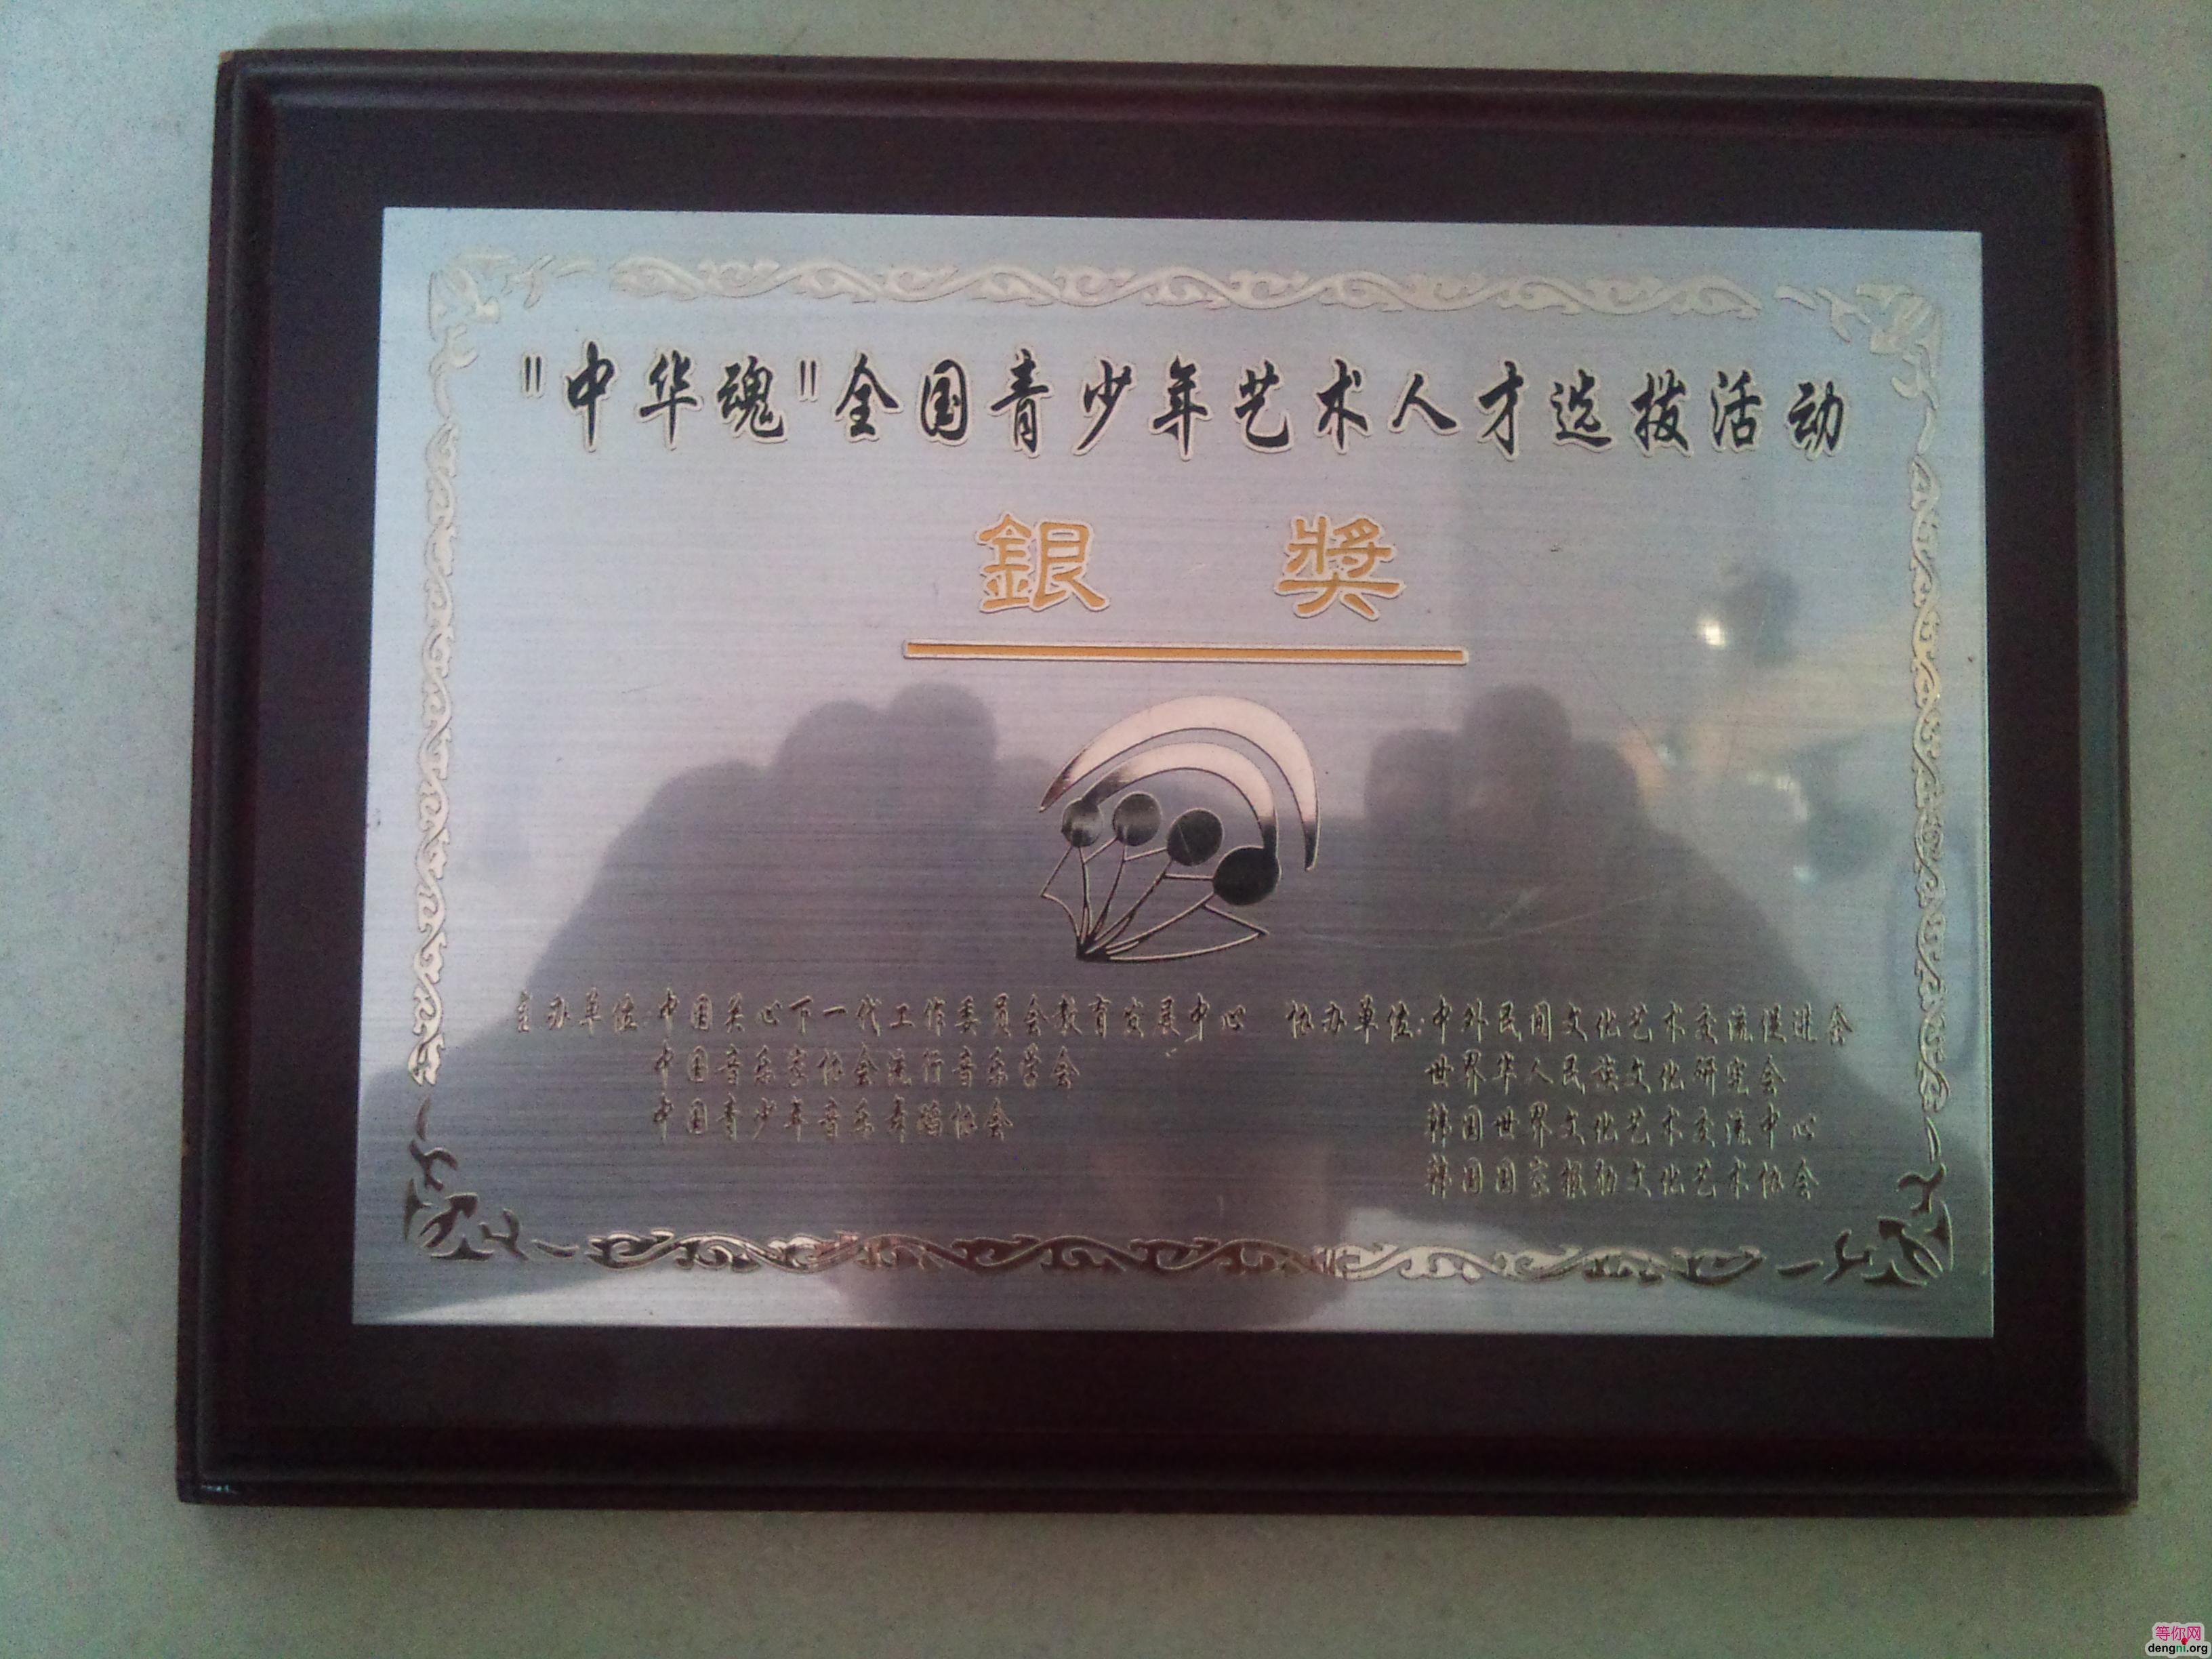 "中华魂"全国青少年艺术人才选拔活动
銀 獎
主办单位:中国关心下一代工作委员会教育发展中心
中国音乐家协会流行音乐学会
中国青少年音乐舞蹈协会
协办单位:中外民间文化艺术交流促进会
世界华人民族文化研究会
韩国世界文化艺术交流中心
韩国国家报勋文化艺术协会
等你网
dengni.org